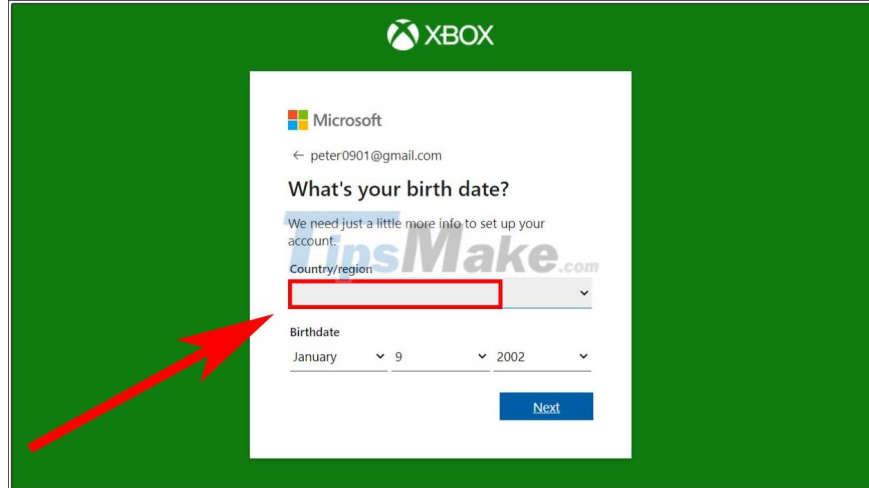 XBOX
Microsoft
← peter0901@gmail.com
What's your birth date?
We need just a little more info to set up your
account.
TipsMake.com
Country/region
Birthdate
January 9 2002
Next